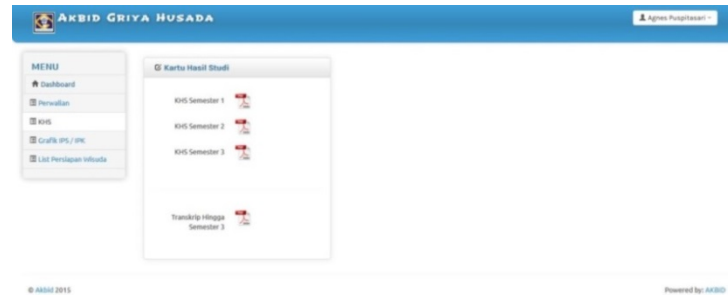 AKBID GRIYA HUSADA
Agnes Puspitasari
MENU
Dashboard
Perwalian
KHS
Grafik IPS / IPK
List Persiapan Wisuda
Kartu Hasil Studi
KHS Semester 1
KHS Semester 2
KHS Semester 3
Transkrip Hingga
Semester 3
© Akbid 2015
Powered by: AKBID